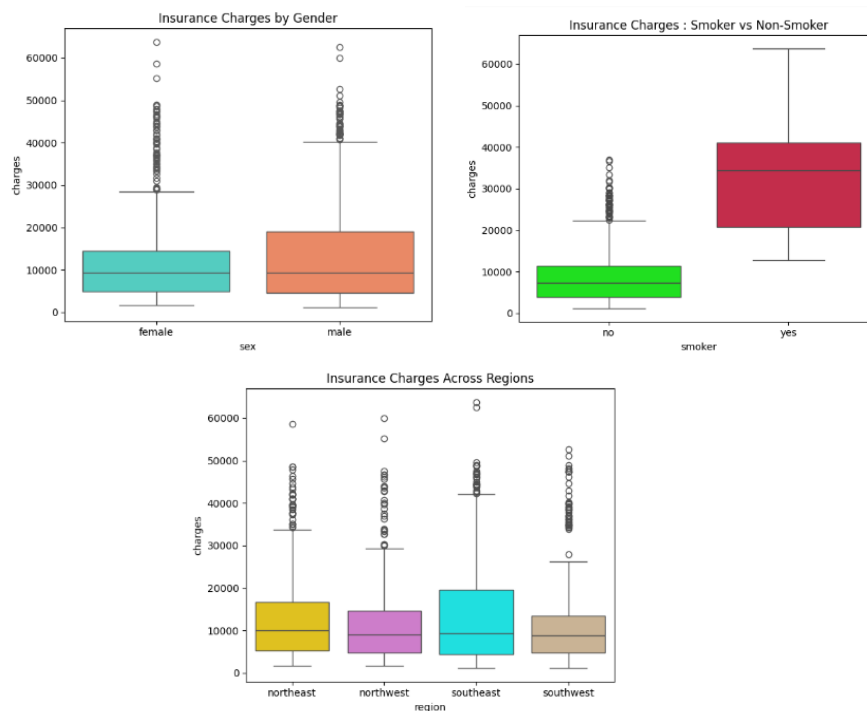 Insurance Charges by Gender
60000
50000
40000
30000
20000
10000
0
charges
female
male
sex
Insurance Charges : Smoker vs Non-Smoker
60000
50000
40000
30000
20000
10000
0
charges
no
yes
smoker
Insurance Charges Across Regions
60000
50000
40000
30000
20000
10000
0
charges
northeast
northwest
southeast
southwest
region